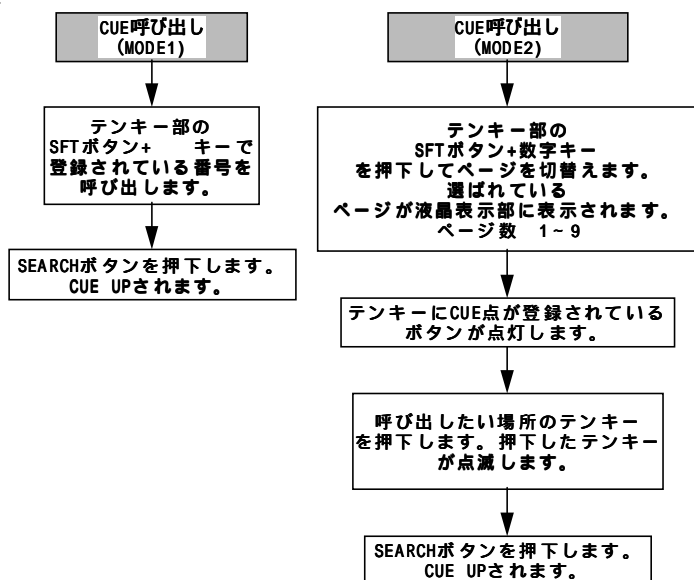 CUE呼び出し
(MODE1)
テンキー部の
SFTボタン+　　キーで
登録されている番号を
呼び出します。
SEARCHボタンを押下します。
CUE UPされます。
CUE呼び出し
(MODE2)
テンキー部の
SFTボタン+数字キー
を押下してページを切替えます。
選ばれている
ページが液晶表示部に表示されます。
ページ数 1~9
テンキーにCUE点が登録されている
ボタンが点灯します。
呼び出したい場所のテンキー
を押下します。押下したテンキー
が点滅します。
SEARCHボタンを押下します。
CUE UPされます。